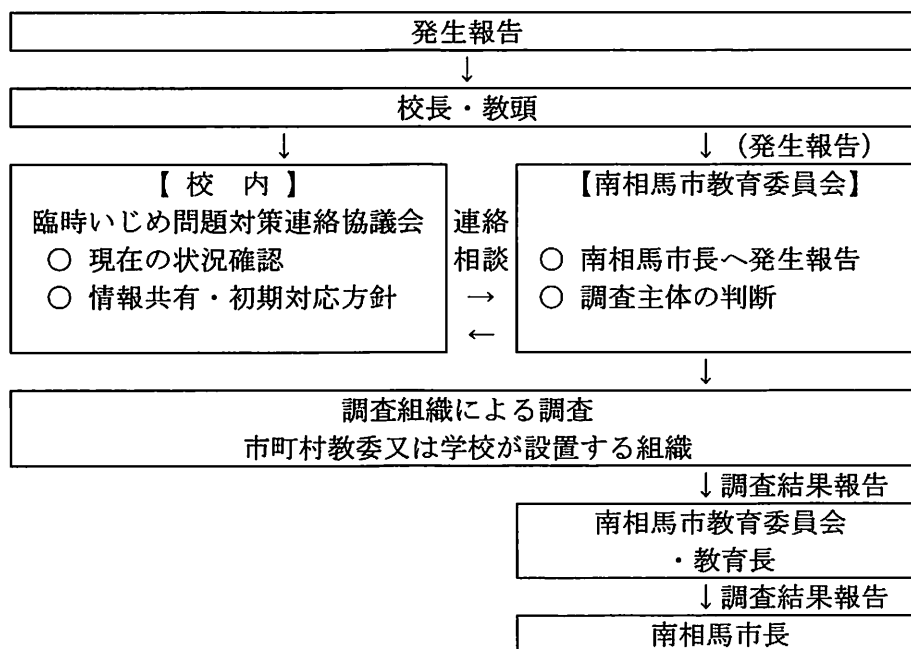 発生報告
↓
校長・教頭
↓
↓（発生報告）
【 校　内 】
臨時いじめ問題対策連絡協議会
○ 現在の状況確認
○ 情報共有・初期対応方針
連絡
相談
→
←
【南相馬市教育委員会】
○ 南相馬市長へ発生報告
○ 調査主体の判断
↓
調査組織による調査
市町村教委又は学校が設置する組織
↓調査結果報告
南相馬市教育委員会
・教育長
↓調査結果報告
南相馬市長